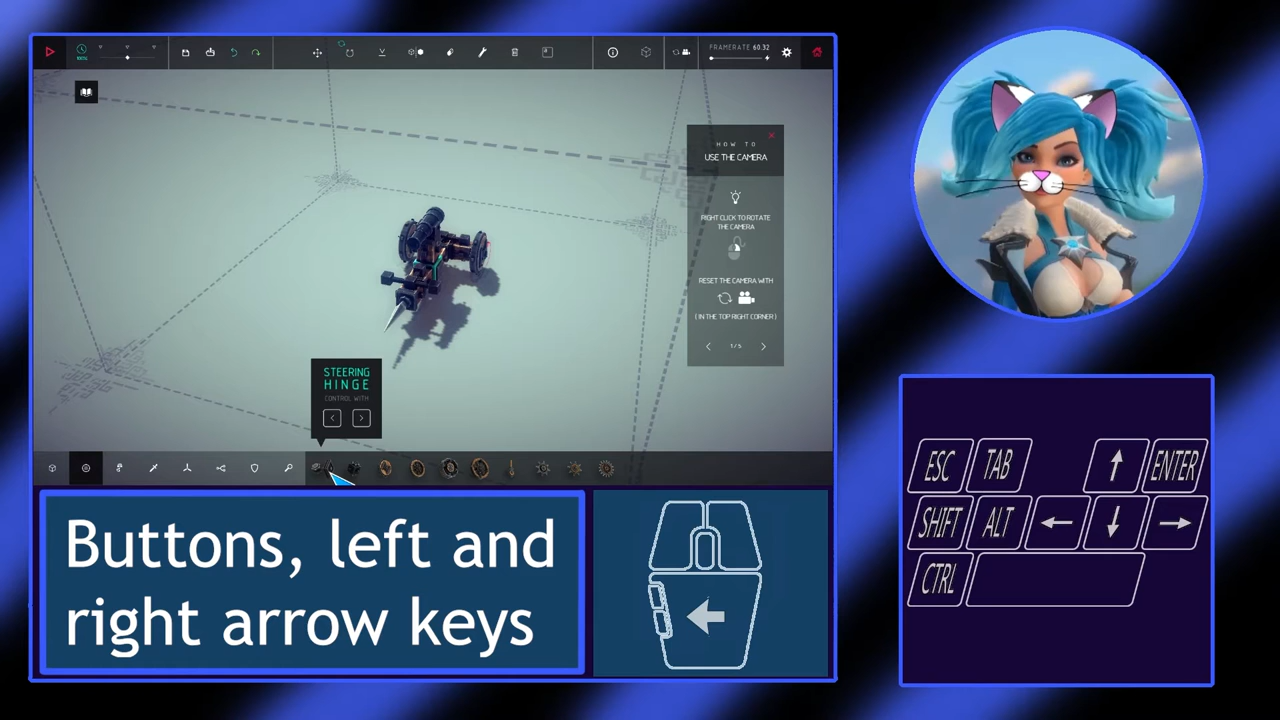 100%
FRAMERATE 60.32
HOW TO
USE THE CAMERA
RIGHT CLICK TO ROTATE
THE CAMERA
RESET THE CAMERA WITH
( IN THE TOP RIGHT CORNER )
< 1/5 >
STEERING
HINGE
CONTROL WITH
< >
Buttons, left and
right arrow keys
ESC TAB ↑ ENTER
SHIFT ALT ← ↓ →
CTRL